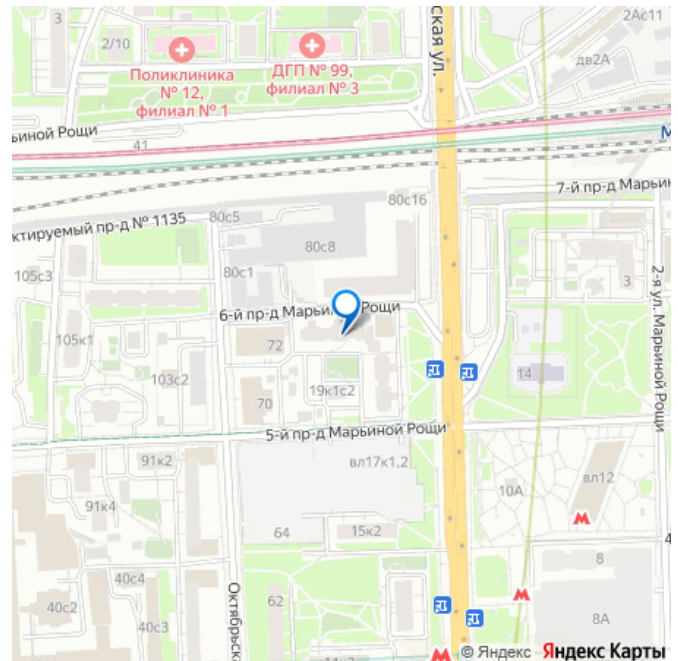 3
2/10
Поликлиника
№ 12,
филиал № 1
ДГП № 99,
филиал № 3
ская ул.
2Ас11
дв2А
ьиной Рощи
41
М
7-й пр-д Марьин
80с16
80с5
ктируемый пр-д № 1135
80с8
80с1
105с3
3
2-я ул. Марьиной Рощи
6-й пр-д Марьиной Рощи
72
105к1
103с2
14
19к1с2
70
5-й пр-д Марьиной Рощи
91к2
вл17к1,2
вл12
10А
91к4
64
15к2
4
8
40с4
62
40с2
40с3
Октябрьска
8А
© Яндекс Яндекс Карты